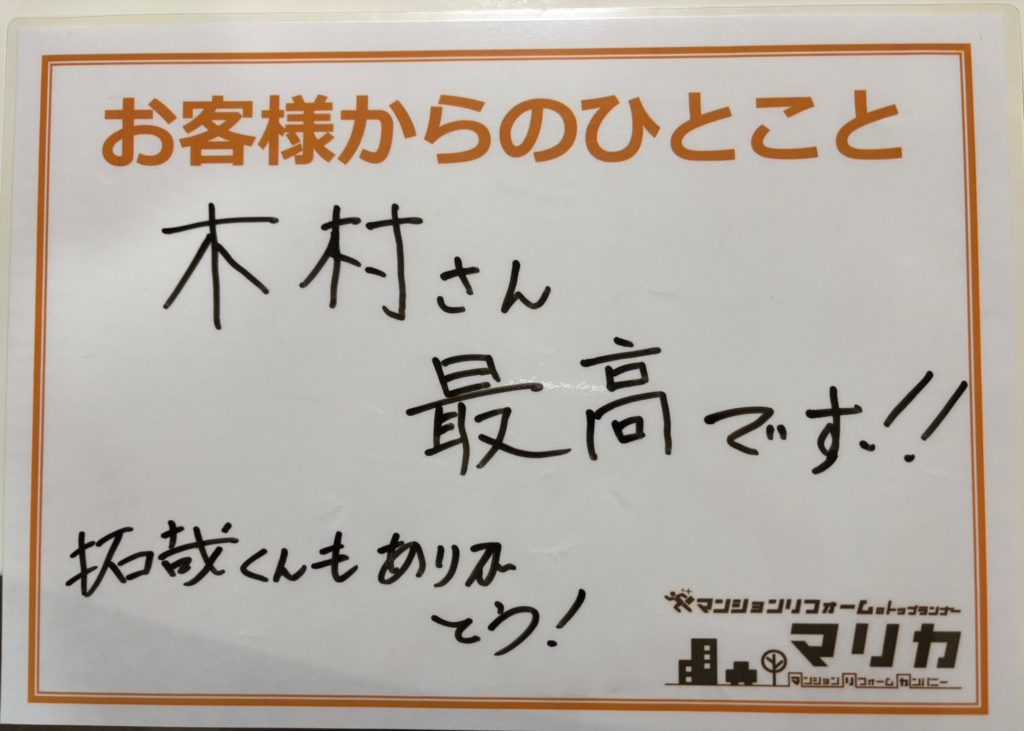 お客様からのひとこと
木村さん
最高です!!
拓哉くんもありが
とう!
マンションリフォームのトップランナー
マリカ
マンションリフォームカンパニー